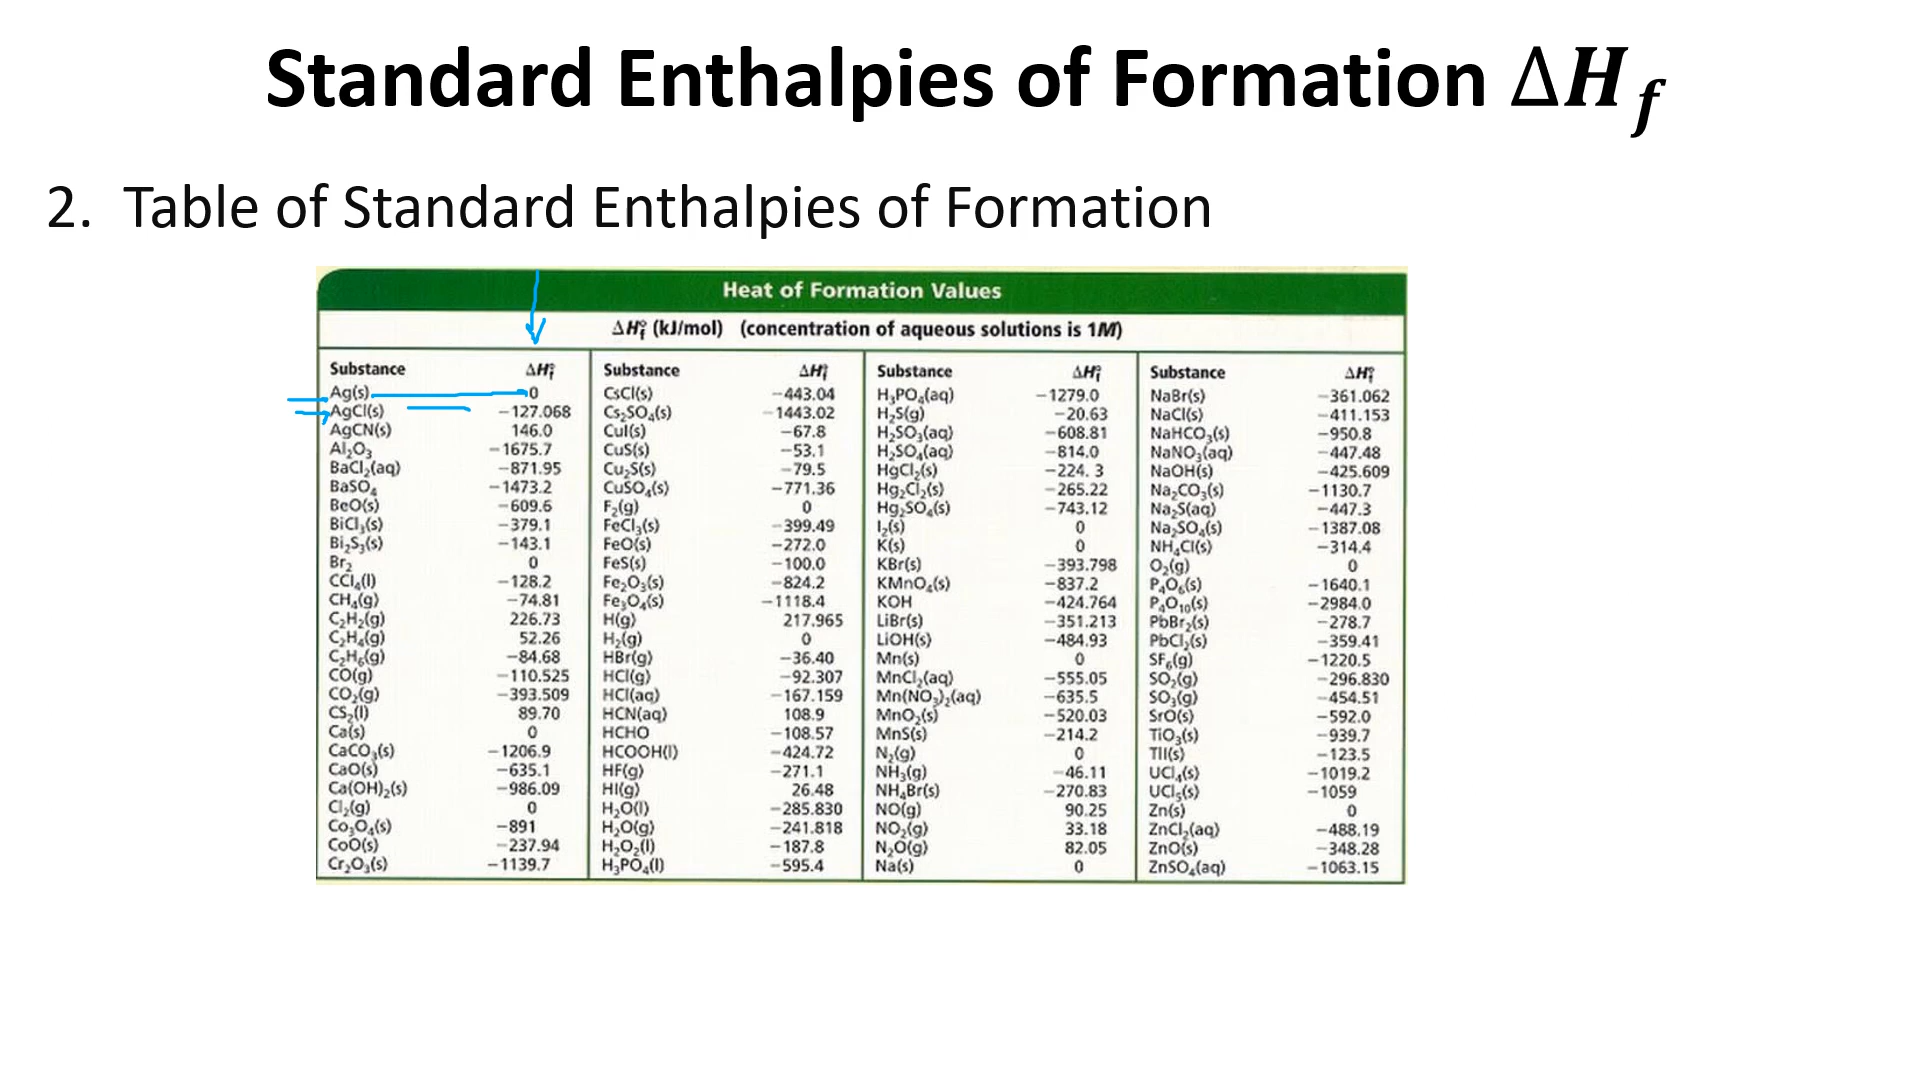 Standard Enthalpies of Formation ΔH_f
2. Table of Standard Enthalpies of Formation
Heat of Formation Values
ΔH°f (kJ/mol) (concentration of aqueous solutions is 1M)
Substance ΔH°f Substance ΔH°f Substance ΔH°f Substance ΔH°f
Ag(s) 0 CsCl(s) −443.04 H₃PO₄(aq) −1279.0 NaBr(s) −361.062
AgCl(s) −127.068 Cs₂SO₄(s) −1443.02 H₂S(g) −20.63 NaCl(s) −411.153
AgCN(s) 146.0 CuI(s) −67.8 H₂SO₃(aq) −608.81 NaHCO₃(s) −950.8
Al₂O₃ −1675.7 CuS(s) −53.1 H₂SO₄(aq) −814.0 NaNO₃(aq) −447.48
BaCl₂(aq) −871.95 Cu₂S(s) −79.5 HgCl₂(s) −224. 3 NaOH(s) −425.609
BaSO₄ −1473.2 CuSO₄(s) −771.36 Hg₂Cl₂(s) −265.22 Na₂CO₃(s) −1130.7
BeO(s) −609.6 F₂(g) 0 Hg₂SO₄(s) −743.12 Na₂S(aq) −447.3
BiCl₃(s) −379.1 FeCl₃(s) −399.49 I₂(s) 0 Na₂SO₄(s) −1387.08
Bi₂S₃(s) −143.1 FeO(s) −272.0 K(s) 0 NH₄Cl(s) −314.4
Br₂ 0 FeS(s) −100.0 KBr(s) −393.798 O₂(g) 0
CCl₄(l) −128.2 Fe₂O₃(s) −824.2 KMnO₄(s) −837.2 P₄O₆(s) −1640.1
CH₄(g) −74.81 Fe₃O₄(s) −1118.4 KOH −424.764 P₄O₁₀(s) −2984.0
C₂H₂(g) 226.73 H(g) 217.965 LiBr(s) −351.213 PbBr₂(s) −278.7
C₂H₄(g) 52.26 H₂(g) 0 LiOH(s) −484.93 PbCl₂(s) −359.41
C₂H₆(g) −84.68 HBr(g) −36.40 Mn(s) 0 SF₆(g) −1220.5
CO(g) −110.525 HCl(g) −92.307 MnCl₂(aq) −555.05 SO₂(g) −296.830
CO₂(g) −393.509 HCl(aq) −167.159 Mn(NO₃)₂(aq) −635.5 SO₃(g) −454.51
CS₂(l) 89.70 HCN(aq) 108.9 MnO₂(s) −520.03 SrO(s) −592.0
Ca(s) 0 HCHO −108.57 MnS(s) −214.2 TiO₃(s) −939.7
CaCO₃(s) −1206.9 HCOOH(l) −424.72 N₂(g) 0 TlI(s) −123.5
CaO(s) −635.1 HF(g) −271.1 NH₃(g) −46.11 UCl₄(s) −1019.2
Ca(OH)₂(s) −986.09 HI(g) 26.48 NH₄Br(s) −270.83 UCl₅(s) −1059
Cl₂(g) 0 H₂O(l) −285.830 NO(g) 90.25 Zn(s) 0
Co₃O₄(s) −891 H₂O(g) −241.818 NO₂(g) 33.18 ZnCl₂(aq) −488.19
CoO(s) −237.94 H₂O₂(l) −187.8 N₂O(g) 82.05 ZnO(s) −348.28
Cr₂O₃(s) −1139.7 H₃PO₄(l) −595.4 Na(s) 0 ZnSO₄(aq) −1063.15